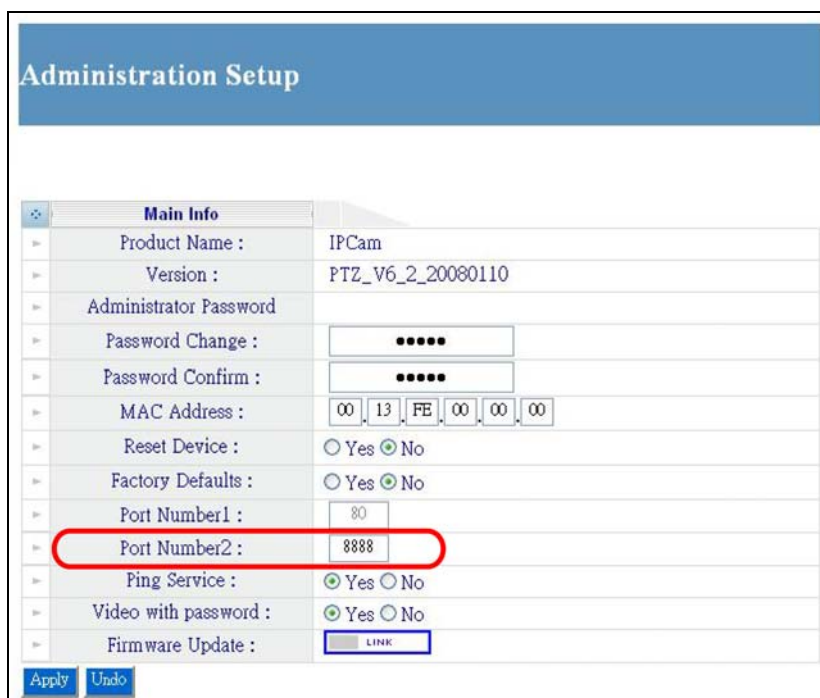 Administration Setup
Main Info
Product Name : IPCam
Version : PTZ_V6_2_20080110
Administrator Password
Password Change : •••••
Password Confirm : •••••
MAC Address : 00 . 13 . FE . 00 . 00 . 00
Reset Device : Yes No
Factory Defaults : Yes No
Port Number1 : 80
Port Number2 : 8888
Ping Service : Yes No
Video with password : Yes No
Firmware Update : LINK
Apply Undo